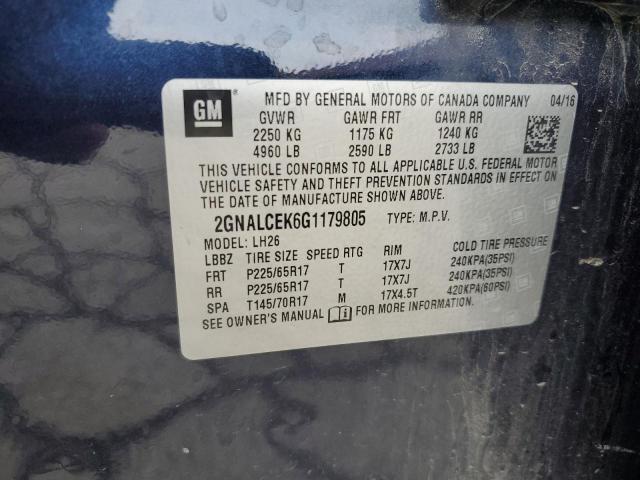 GM
MFD BY GENERAL MOTORS OF CANADA COMPANY 04/16
GVWR GAWR FRT GAWR RR
2250 KG 1175 KG 1240 KG
4960 LB 2590 LB 2733 LB
THIS VEHICLE CONFORMS TO ALL APPLICABLE U.S. FEDERAL MOTOR
VEHICLE SAFETY AND THEFT PREVENTION STANDARDS IN EFFECT ON
THE DATE OF MANUFACTURE SHOWN ABOVE.
2GNALCEK6G1179805 TYPE: M.P.V.
MODEL: LH26
LBBZ TIRE SIZE SPEED RTG RIM COLD TIRE PRESSURE
FRT P225/65R17 T 17X7J 240KPA(35PSI)
RR P225/65R17 T 17X7J 240KPA(35PSI)
SPA T145/70R17 M 17X4.5T 420KPA(60PSI)
SEE OWNER'S MANUAL FOR MORE INFORMATION.